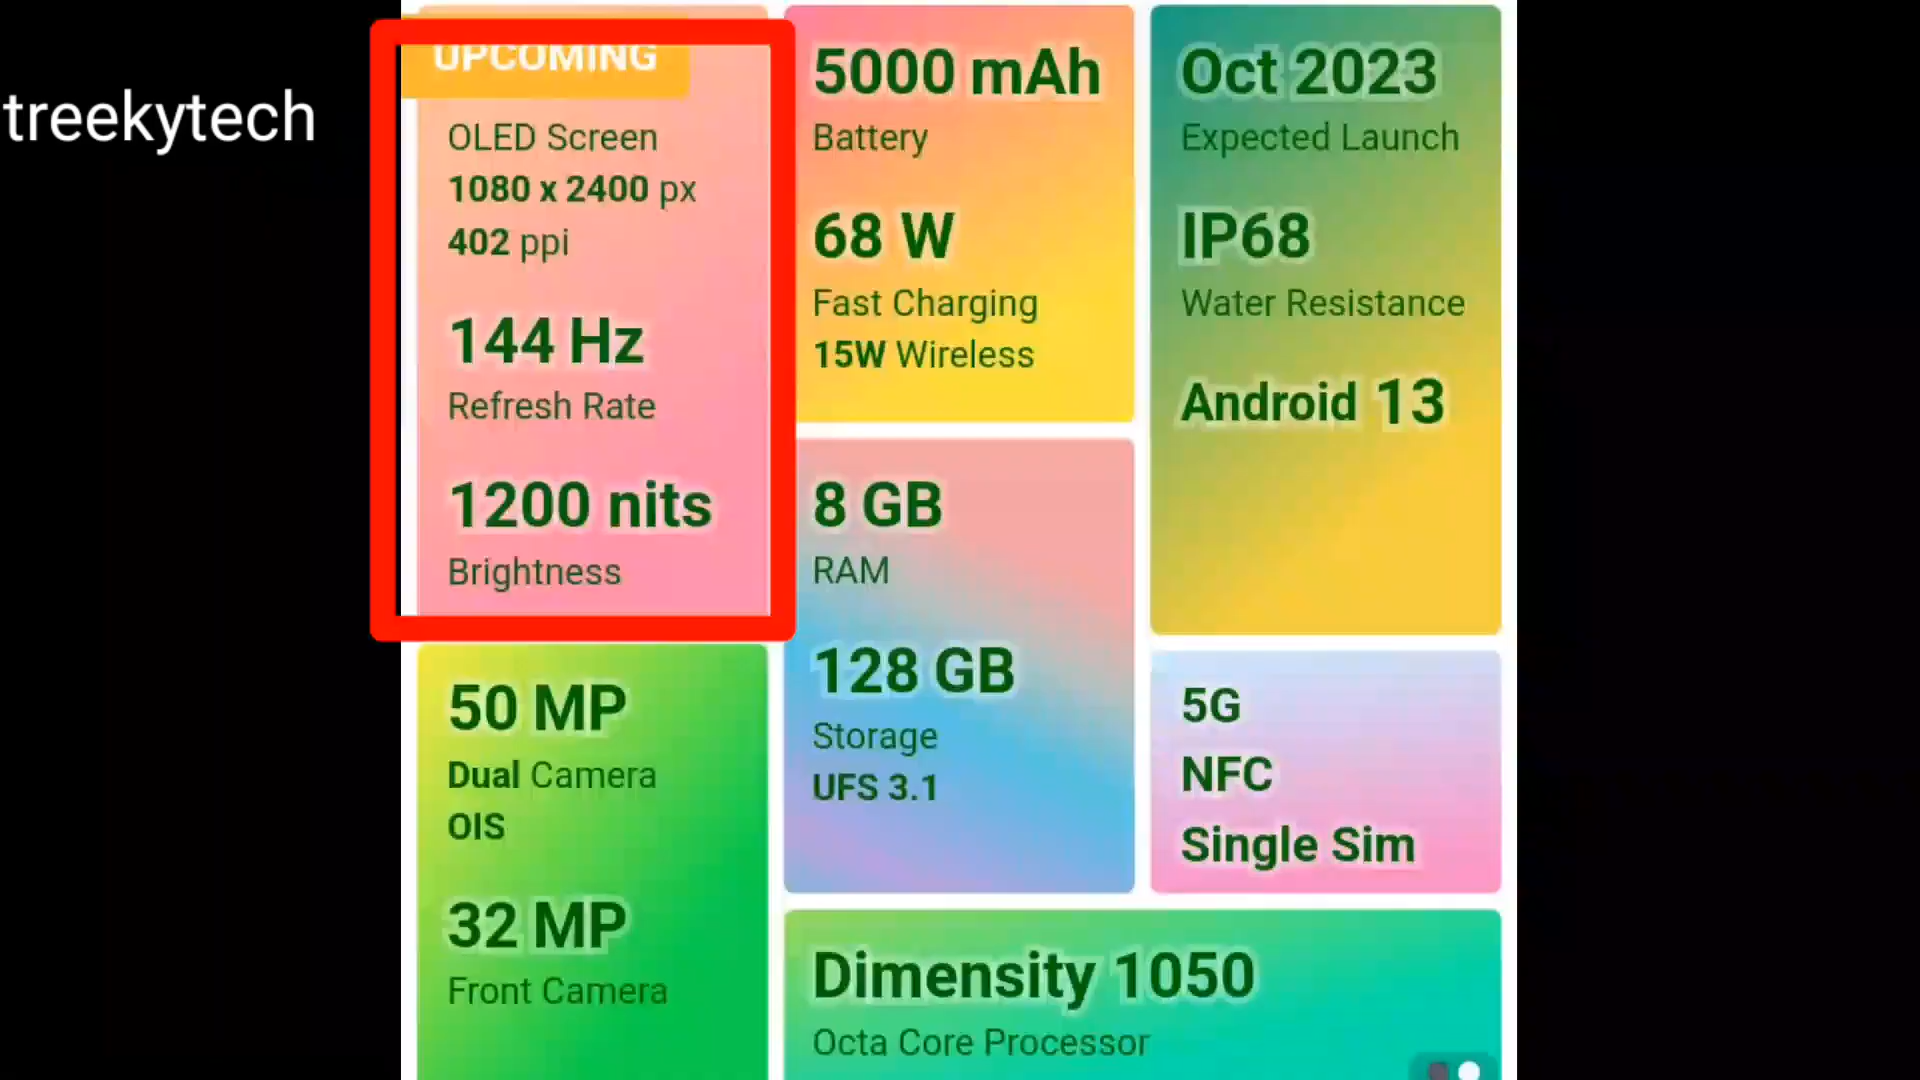 treekytech
UPCOMING
OLED Screen
1080 x 2400 px
402 ppi
144 Hz
Refresh Rate
1200 nits
Brightness
50 MP
Dual Camera
OIS
32 MP
Front Camera
5000 mAh
Battery
68 W
Fast Charging
15W Wireless
8 GB
RAM
128 GB
Storage
UFS 3.1
Oct 2023
Expected Launch
IP68
Water Resistance
Android 13
5G
NFC
Single Sim
Dimensity 1050
Octa Core Processor